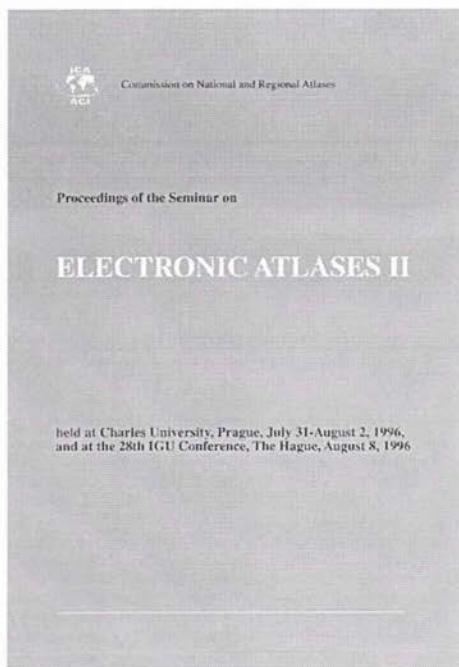 ICA
ACI
Commission on National and Regional Atlases
Proceedings of the Seminar on
ELECTRONIC ATLASES II
held at Charles University, Prague, July 31-August 2, 1996,
and at the 28th IGU Conference, The Hague, August 8, 1996